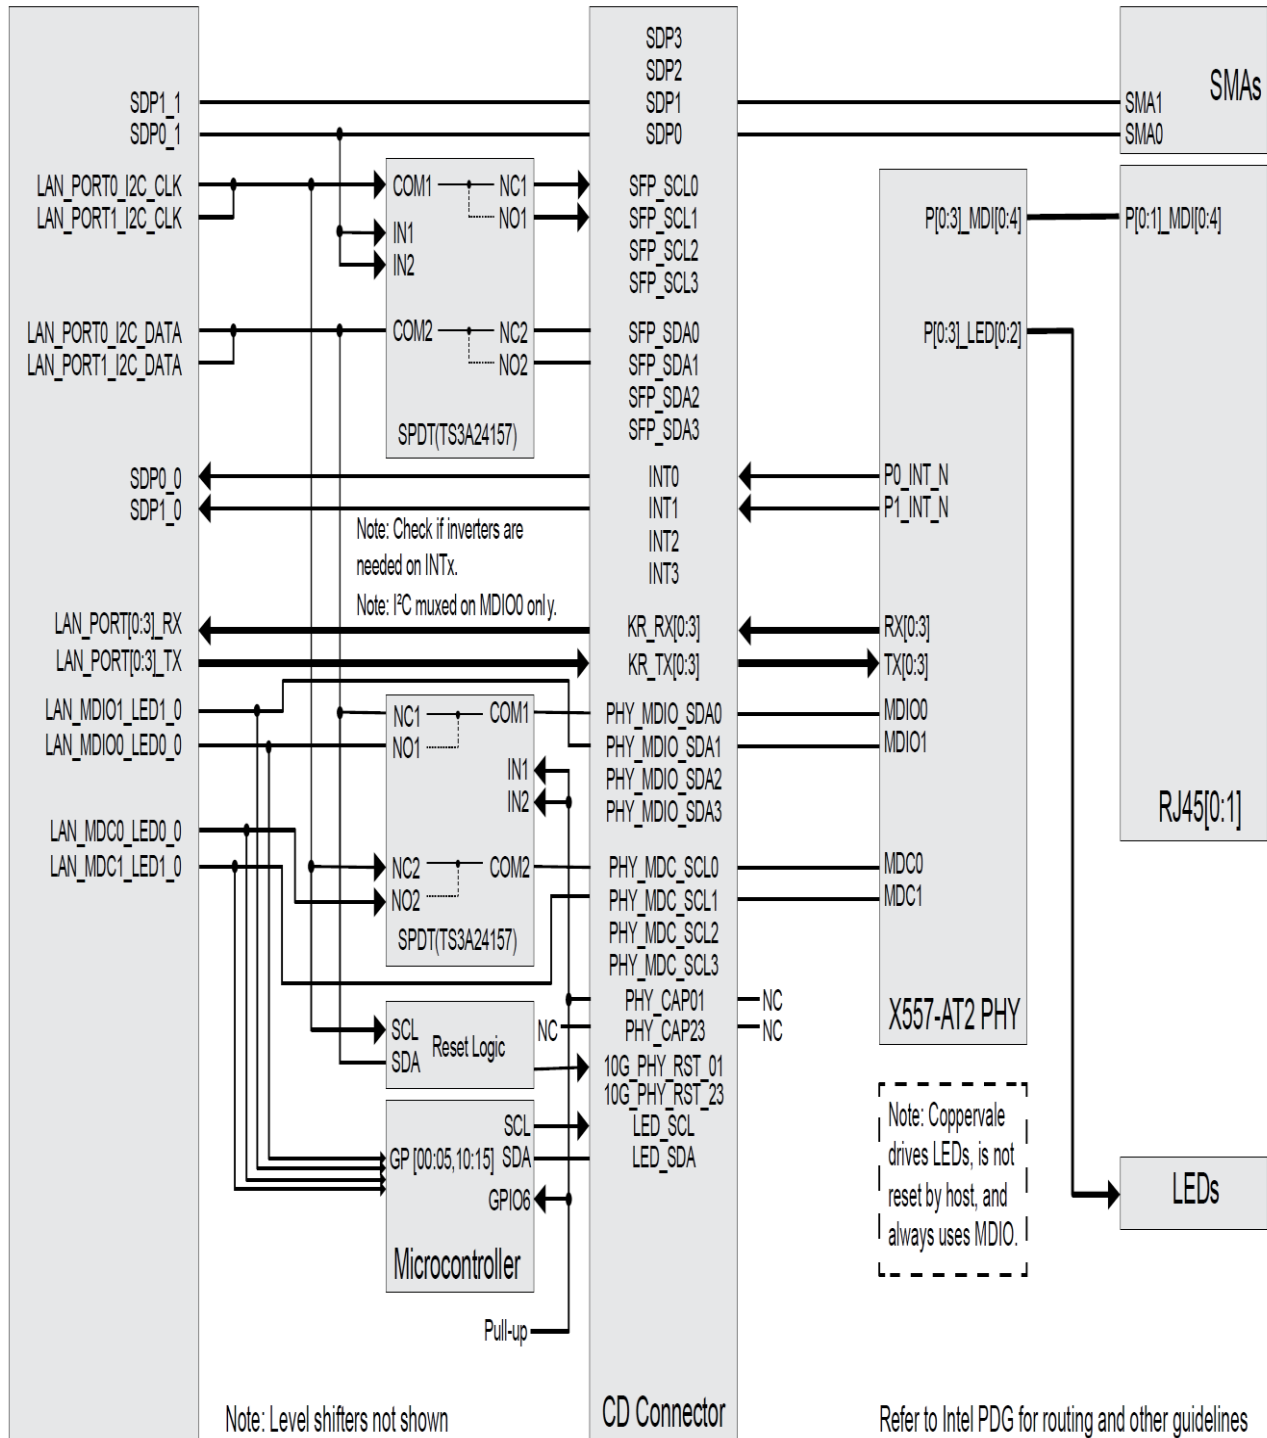 SDP3
SDP2
SDP1_1
SDP1
SMA1
SMAs
SDP0_1
SDP0
SMA0
LAN_PORT0_I2C_CLK
COM1
NC1
SFP_SCL0
LAN_PORT1_I2C_CLK
NO1
SFP_SCL1
P[0:3]_MDI[0:4]
P[0:1]_MDI[0:4]
IN1
SFP_SCL2
IN2
SFP_SCL3
LAN_PORT0_I2C_DATA
COM2
NC2
SFP_SDA0
P[0:3]_LED[0:2]
LAN_PORT1_I2C_DATA
NO2
SFP_SDA1
SFP_SDA2
SPDT(TS3A24157)
SFP_SDA3
SDP0_0
INT0
P0_INT_N
SDP1_0
INT1
P1_INT_N
Note: Check if inverters are
needed on INTx.
Note: I²C muxed on MDIO0 only.
INT2
INT3
LAN_PORT[0:3]_RX
KR_RX[0:3]
RX[0:3]
LAN_PORT[0:3]_TX
KR_TX[0:3]
TX[0:3]
LAN_MDIO1_LED1_0
NC1
COM1
PHY_MDIO_SDA0
MDIO0
LAN_MDIO0_LED0_0
NO1
PHY_MDIO_SDA1
MDIO1
IN1
PHY_MDIO_SDA2
IN2
PHY_MDIO_SDA3
RJ45[0:1]
LAN_MDC0_LED0_0
LAN_MDC1_LED1_0
NC2
COM2
PHY_MDC_SCL0
MDC0
NO2
PHY_MDC_SCL1
MDC1
SPDT(TS3A24157)
PHY_MDC_SCL2
PHY_MDC_SCL3
PHY_CAP01
NC
X557-AT2 PHY
SCL
Reset Logic
NC
PHY_CAP23
NC
SDA
10G_PHY_RST_01
10G_PHY_RST_23
SCL
LED_SCL
GP [00:05,10:15]
SDA
LED_SDA
GPIO6
Microcontroller
Note: Coppervale
drives LEDs, is not
reset by host, and
always uses MDIO.
LEDs
Pull-up
Note: Level shifters not shown
CD Connector
Refer to Intel PDG for routing and other guidelines